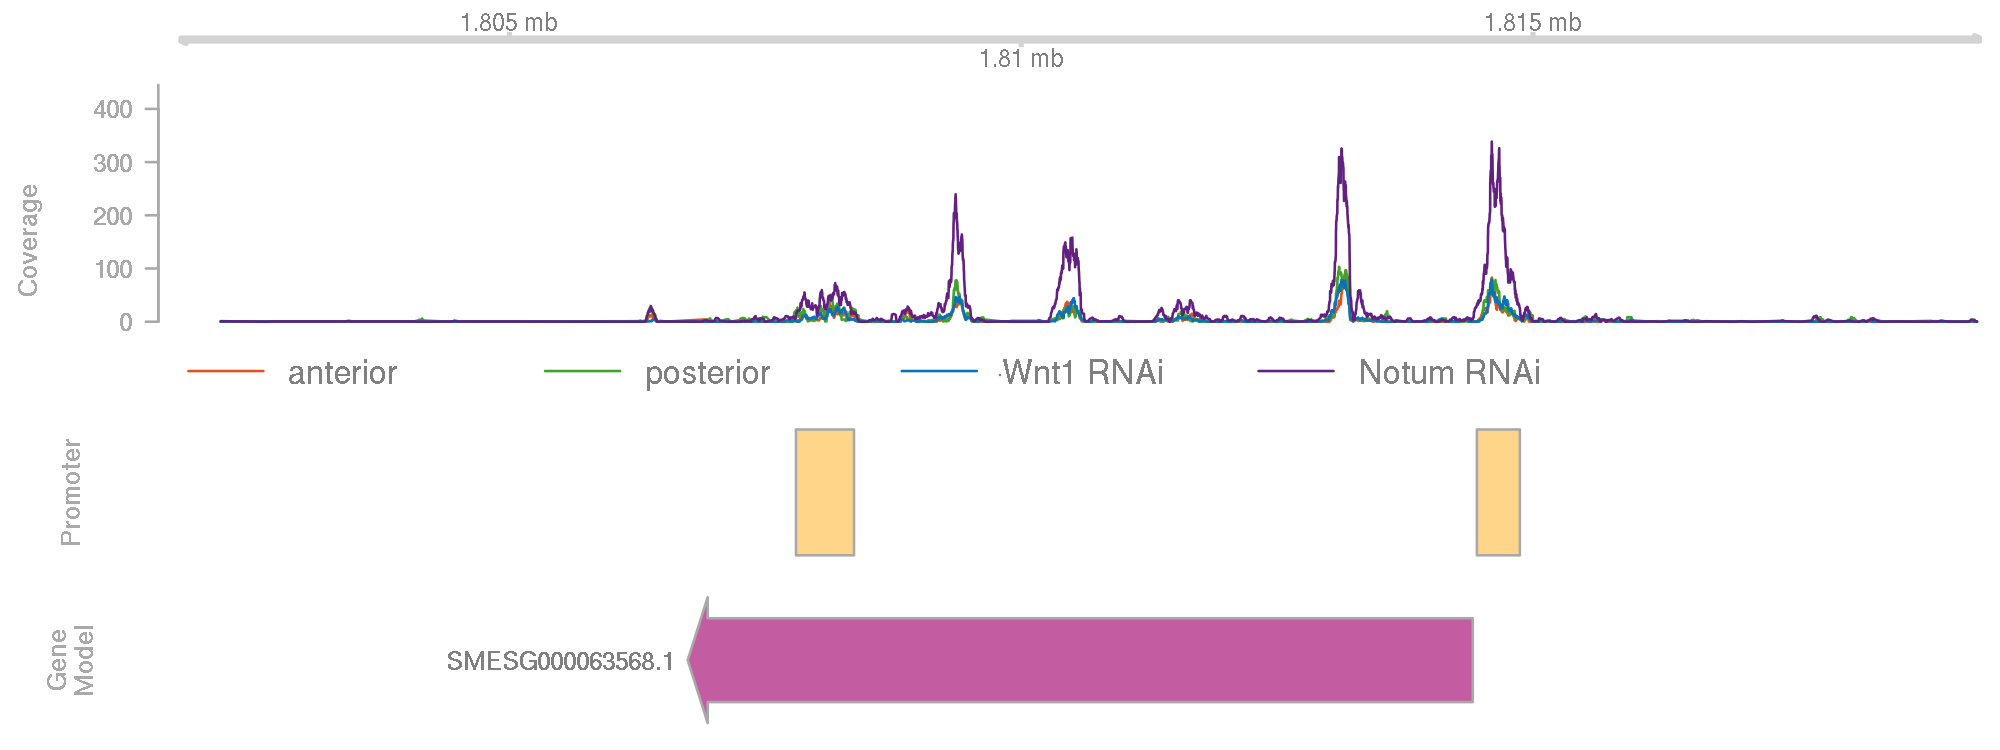 1.805 mb
1.815 mb
1.81 mb
Coverage
400
300
200
100
0
anterior posterior Wnt1 RNAi Notum RNAi
Promoter
Gene
Model
SMESG000063568.1